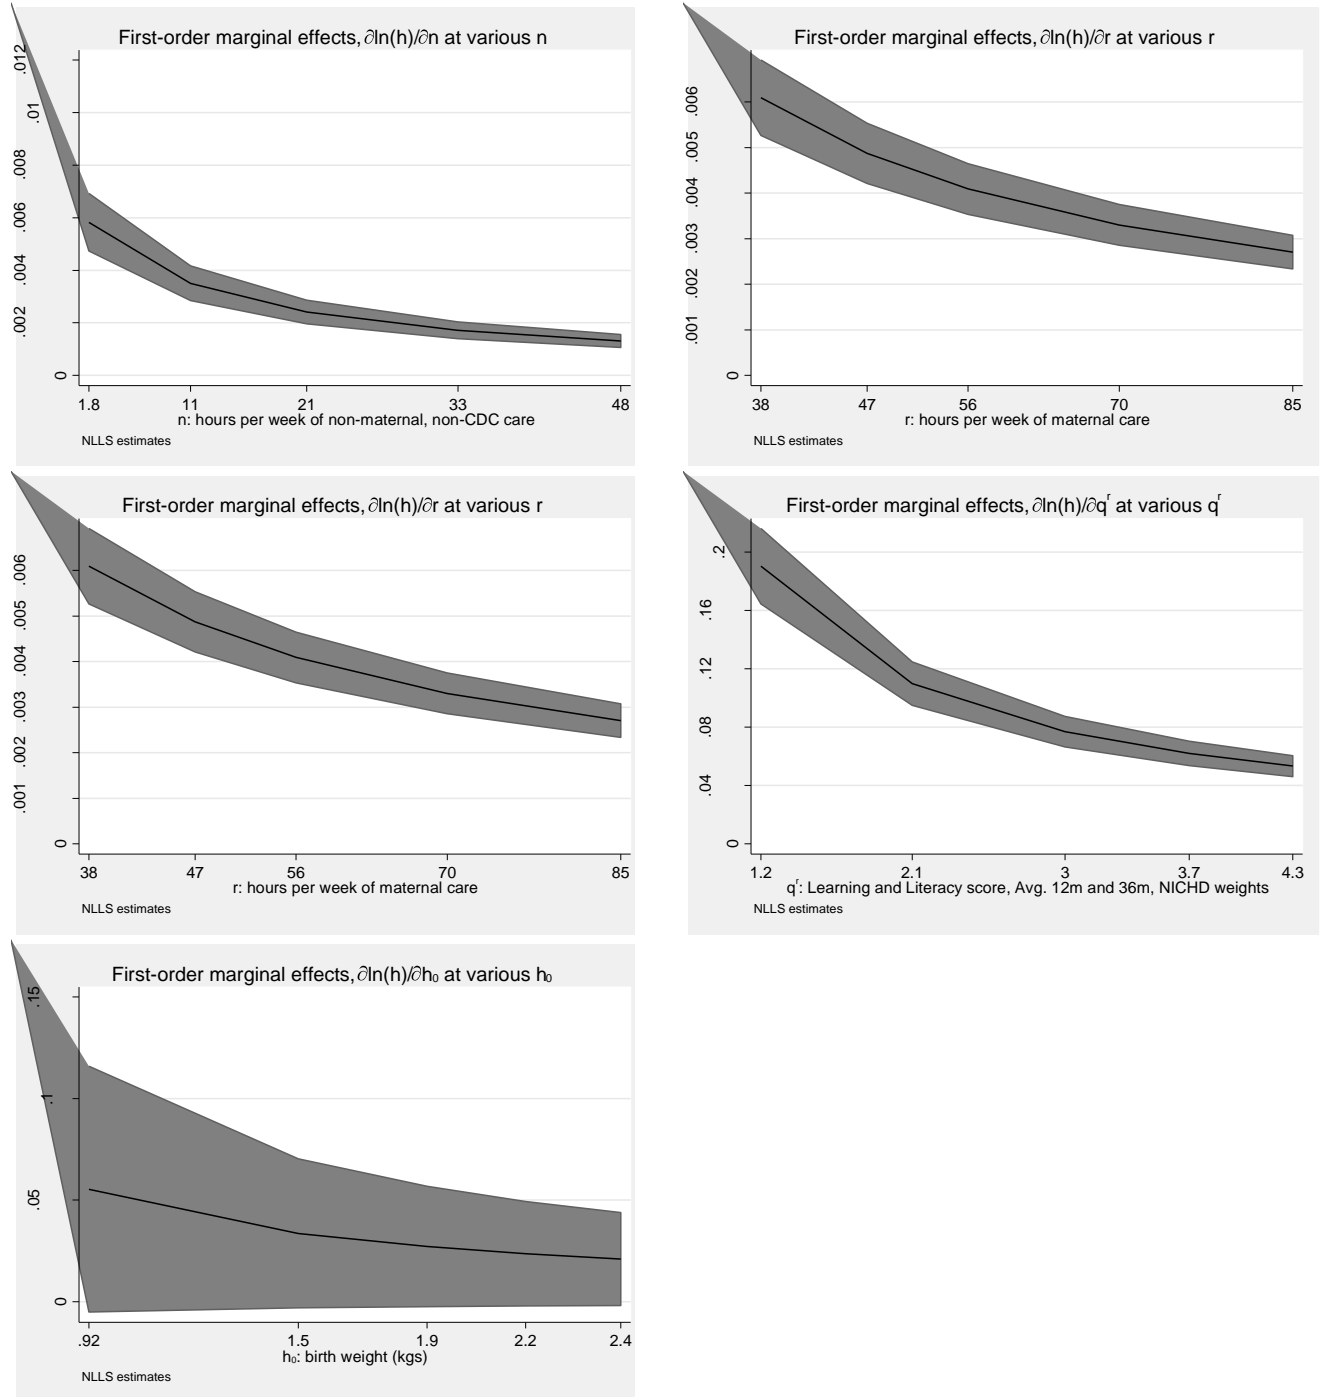 First-order marginal effects, ∂ln(h)/∂n at various n
.012
.01
.008
.006
.004
.002
0
1.8 11 21 33 48
n: hours per week of non-maternal, non-CDC care
NLLS estimates
First-order marginal effects, ∂ln(h)/∂r at various r
.006
.005
.004
.003
.002
.001
0
38 47 56 70 85
r: hours per week of maternal care
NLLS estimates
First-order marginal effects, ∂ln(h)/∂r at various r
.006
.005
.004
.003
.002
.001
0
38 47 56 70 85
r: hours per week of maternal care
NLLS estimates
First-order marginal effects, ∂ln(h)/∂qʳ at various qʳ
.2
.16
.12
.08
.04
0
1.2 2.1 3 3.7 4.3
qʳ: Learning and Literacy score, Avg. 12m and 36m, NICHD weights
NLLS estimates
First-order marginal effects, ∂ln(h)/∂h₀ at various h₀
.15
.1
.05
0
.92 1.5 1.9 2.2 2.4
h₀: birth weight (kgs)
NLLS estimates